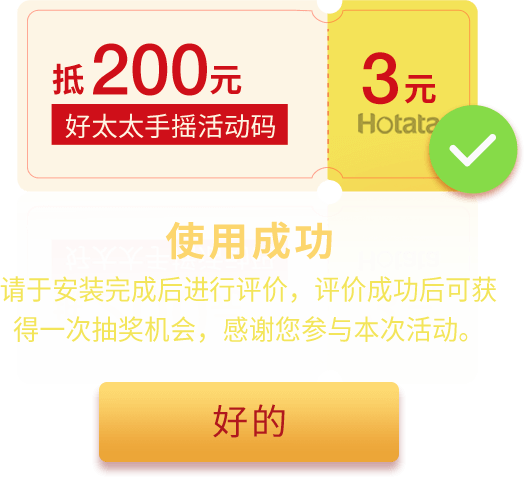 抵200元
好太太手摇活动码
3元
Hotata
使用成功
请于安装完成后进行评价，评价成功后可获
得一次抽奖机会，感谢您参与本次活动。
好的